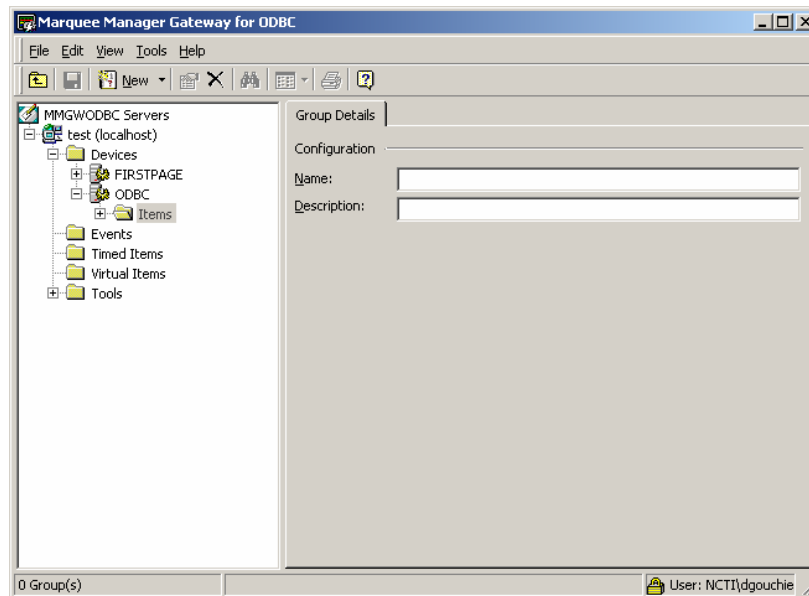 Marquee Manager Gateway for ODBC
File Edit View Tools Help
New
MMGWODBC Servers
test (localhost)
Devices
FIRSTPAGE
ODBC
Items
Events
Timed Items
Virtual Items
Tools
Group Details
Configuration
Name:
Description:
0 Group(s)
User: NCTI\dgouchie